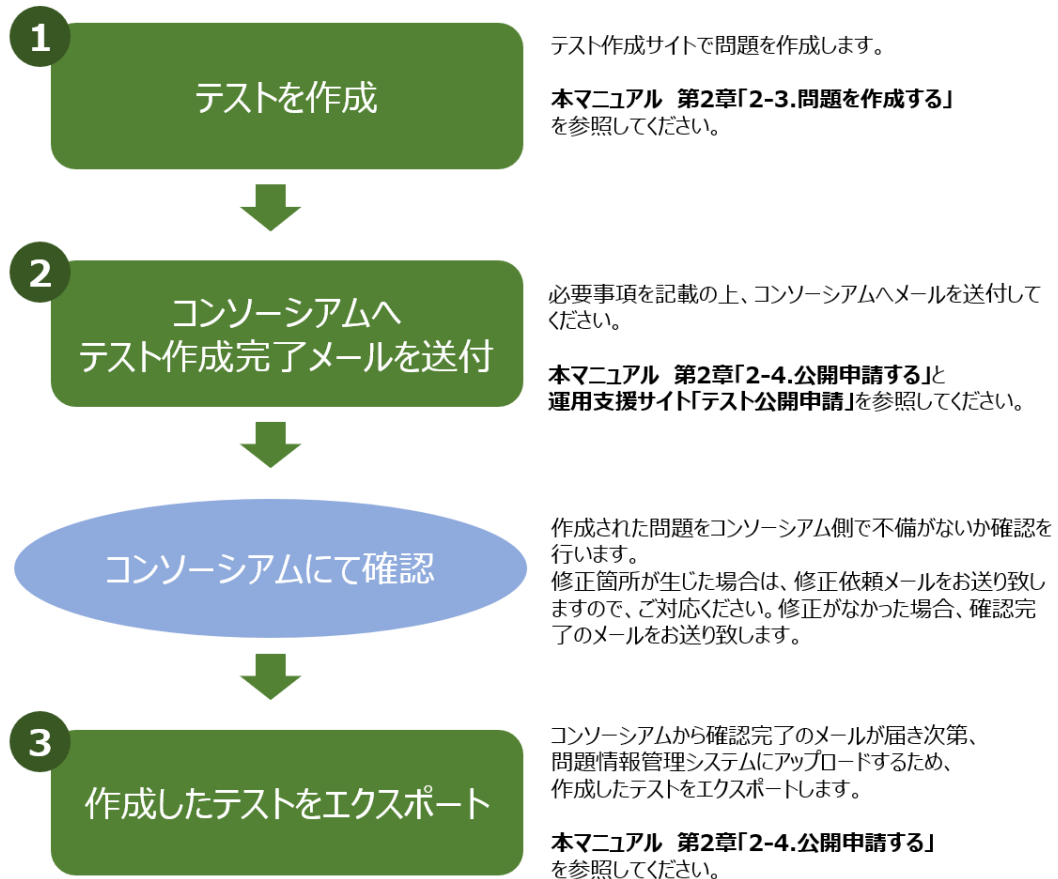 1
テストを作成
テスト作成サイトで問題を作成します。
本マニュアル 第2章「2-3.問題を作成する」
を参照してください。
2
コンソーシアムへ
テスト作成完了メールを送付
必要事項を記載の上、コンソーシアムへメールを送付して
ください。
本マニュアル 第2章「2-4.公開申請する」と
運用支援サイト「テスト公開申請」を参照してください。
コンソーシアムにて確認
作成された問題をコンソーシアム側で不備がないか確認を
行います。
修正箇所が生じた場合は、修正依頼メールをお送り致し
ますので、ご対応ください。修正がなかった場合、確認完
了のメールをお送り致します。
3
作成したテストをエクスポート
コンソーシアムから確認完了のメールが届き次第、
問題情報管理システムにアップロードするため、
作成したテストをエクスポートします。
本マニュアル 第2章「2-4.公開申請する」
を参照してください。